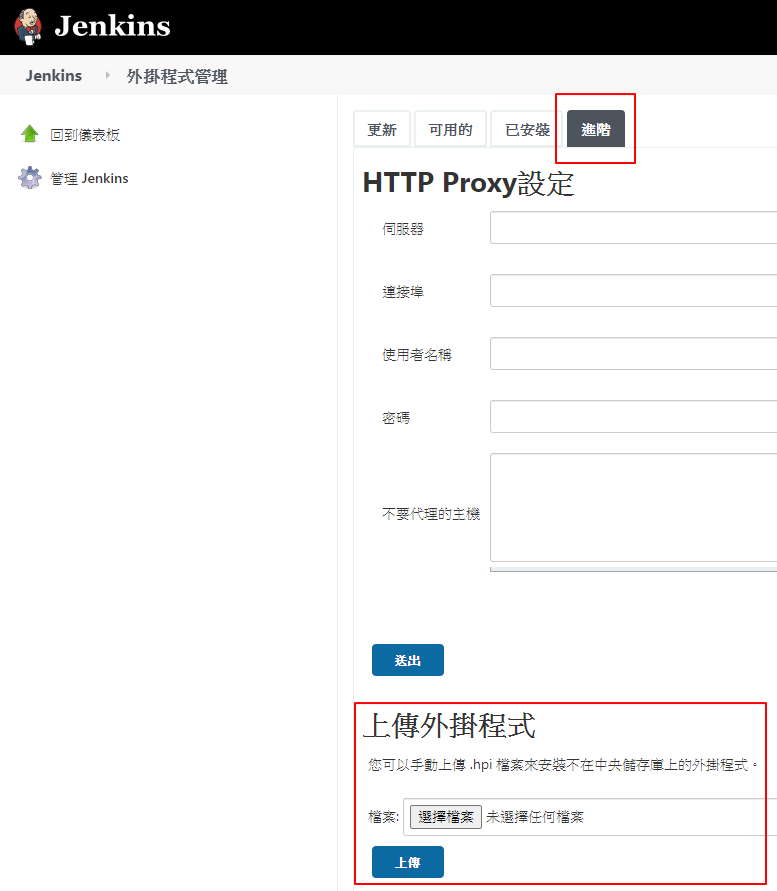 Jenkins
Jenkins 外掛程式管理
回到儀表板
管理 Jenkins
更新 可用的 已安裝 進階
HTTP Proxy設定
伺服器
連接埠
使用者名稱
密碼
不要代理的主機
送出
上傳外掛程式
您可以手動上傳 .hpi 檔案來安裝不在中央儲存庫上的外掛程式。
檔案: 選擇檔案 未選擇任何檔案
上傳